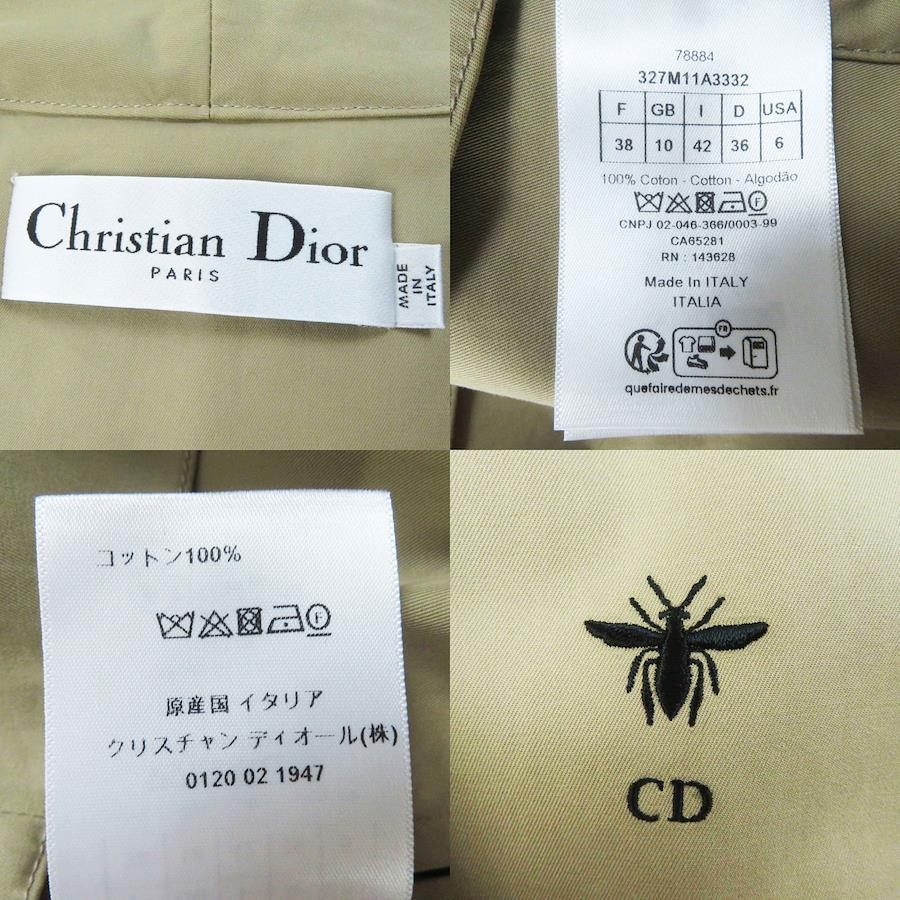 Christian Dior
PARIS
MADE
IN
ITALY
78884
327M11A3332
F GB I D USA
38 10 42 36 6
100% Coton - Cotton - Algodão
F
CNPJ 02-046-366/0003-99
CA65281
RN : 143628
Made In ITALY
ITALIA
FR
quefairedemesdechets.fr
コットン100%
F
原産国 イタリア
クリスチャン ディオール(株)
0120 02 1947
CD